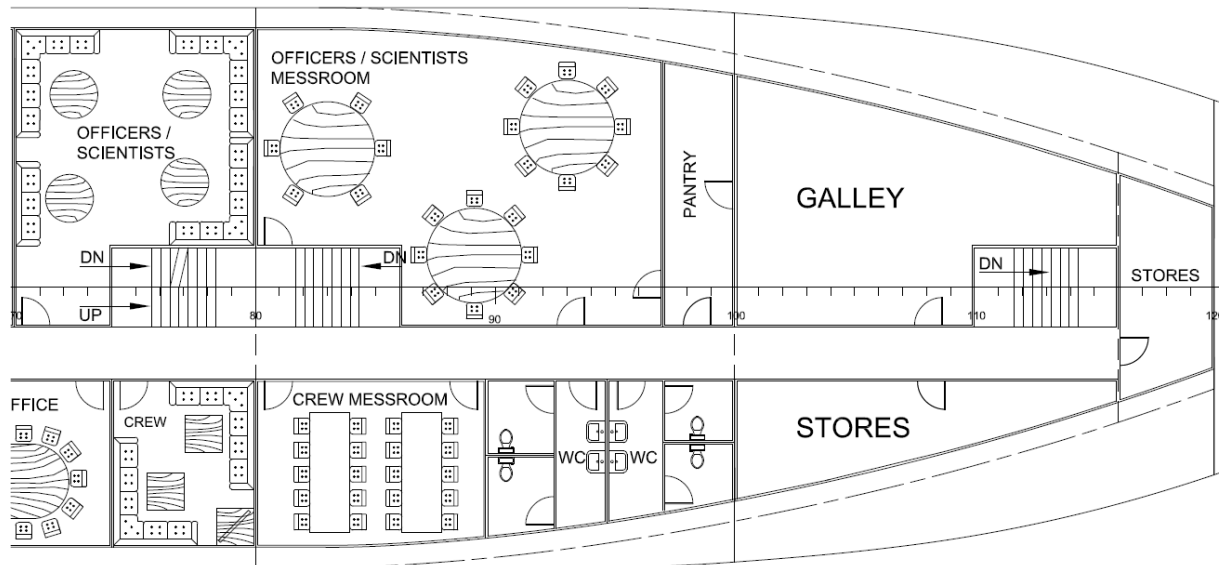 OFFICERS / SCIENTISTS
MESSROOM
OFFICERS /
SCIENTISTS
PANTRY
GALLEY
DN
DN
DN
STORES
UP
70
80
90
100
110
120
FFICE
CREW
CREW MESSROOM
WC
WC
STORES